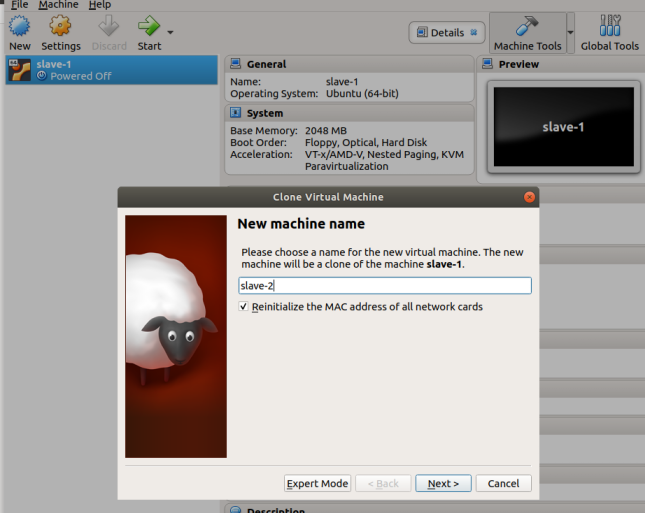 File Machine Help
New Settings Discard Start
Details
Machine Tools Global Tools
slave-1
Powered Off
General
Name: slave-1
Operating System: Ubuntu (64-bit)
System
Base Memory: 2048 MB
Boot Order: Floppy, Optical, Hard Disk
Acceleration: VT-x/AMD-V, Nested Paging, KVM
Paravirtualization
Preview
slave-1
Clone Virtual Machine
New machine name
Please choose a name for the new virtual machine. The new
machine will be a clone of the machine slave-1.
slave-2
Reinitialize the MAC address of all network cards
Expert Mode < Back Next > Cancel
Description